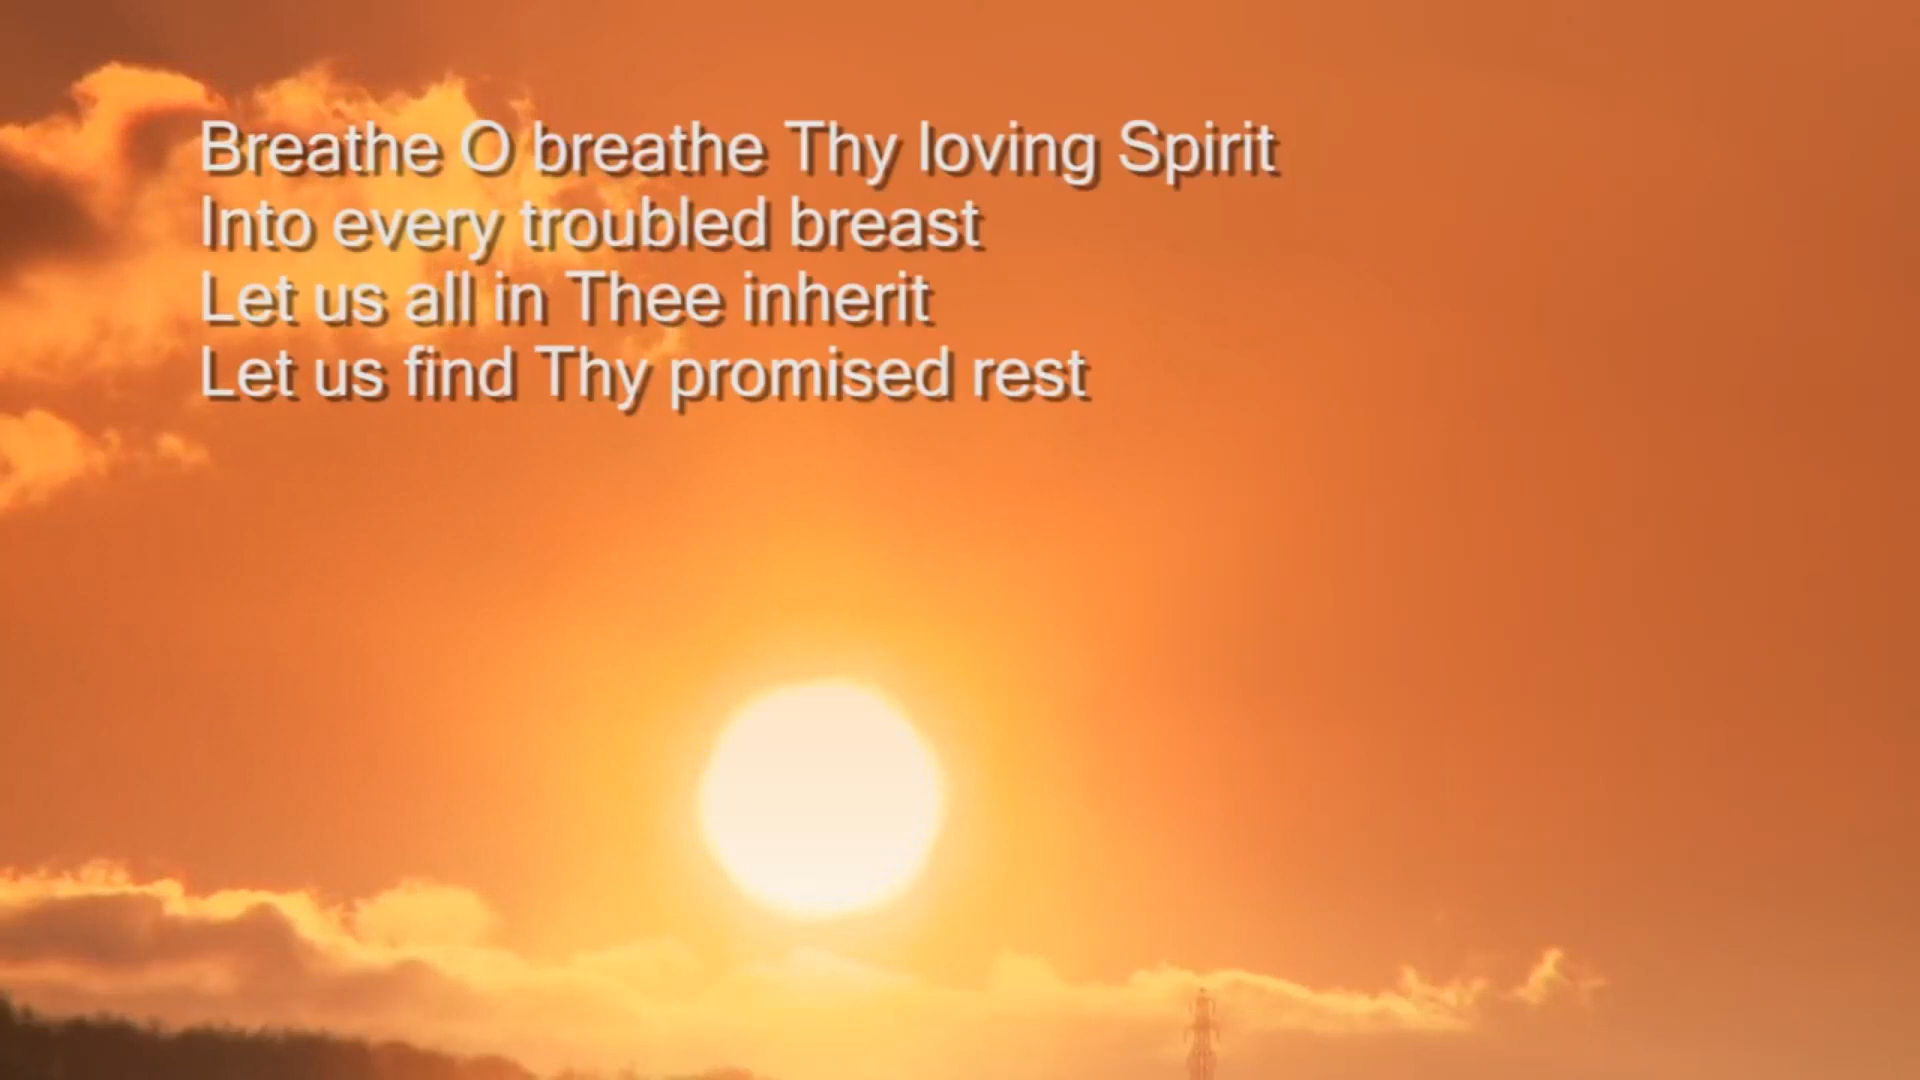 Breathe O breathe Thy loving Spirit
Into every troubled breast
Let us all in Thee inherit
Let us find Thy promised rest